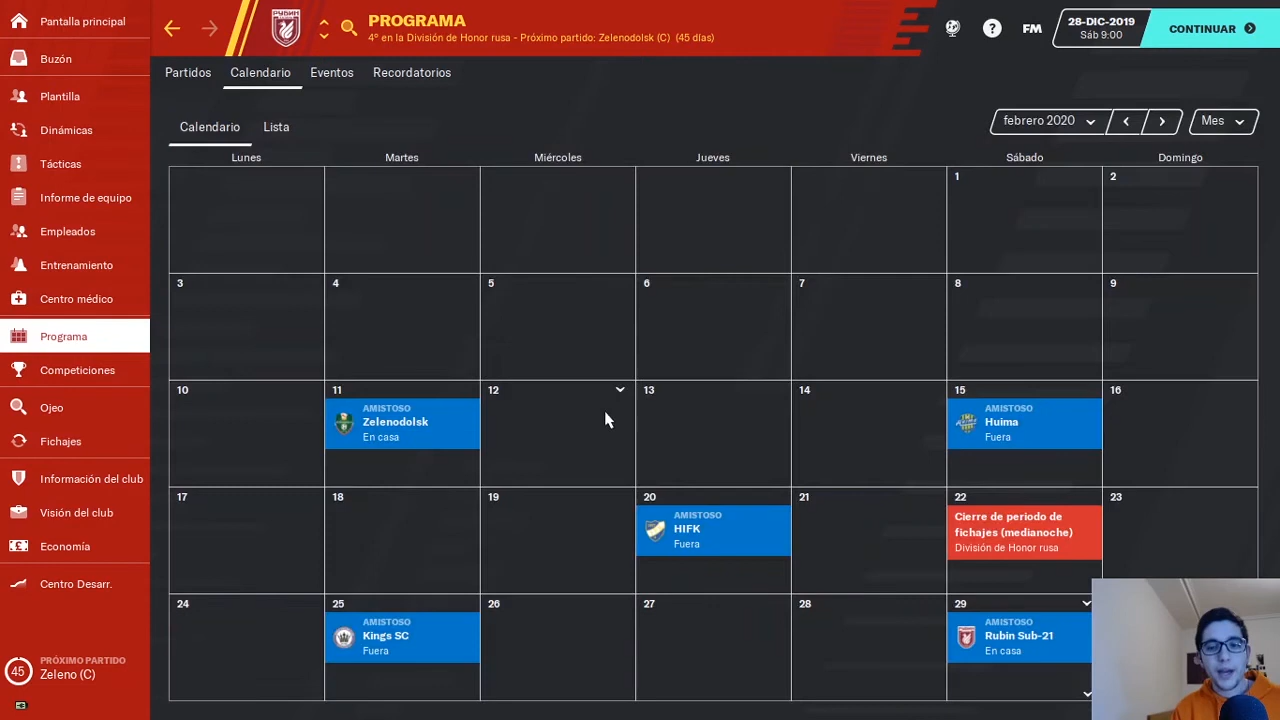 Pantalla principal
Buzón
Plantilla
Dinámicas
Tácticas
Informe de equipo
Empleados
Entrenamiento
Centro médico
Programa
Competiciones
Ojeo
Fichajes
Información del club
Visión del club
Economía
Centro Desarr.
45
PRÓXIMO PARTIDO
Zeleno (C)
РУБИН
PROGRAMA
4º en la División de Honor rusa - Próximo partido: Zelenodolsk (C) (45 días)
?
FM
28-DIC-2019
Sáb 9:00
CONTINUAR
Partidos
Calendario
Eventos
Recordatorios
Calendario
Lista
febrero 2020
Mes
Lunes
Martes
Miércoles
Jueves
Viernes
Sábado
Domingo
1
2
3
4
5
6
7
8
9
10
11
AMISTOSO
Zelenodolsk
En casa
12
13
14
15
AMISTOSO
Huima
Fuera
16
17
18
19
20
AMISTOSO
HIFK
Fuera
21
22
Cierre de periodo de
fichajes (medianoche)
División de Honor rusa
23
24
25
AMISTOSO
Kings SC
Fuera
26
27
28
29
AMISTOSO
Rubin Sub-21
En casa